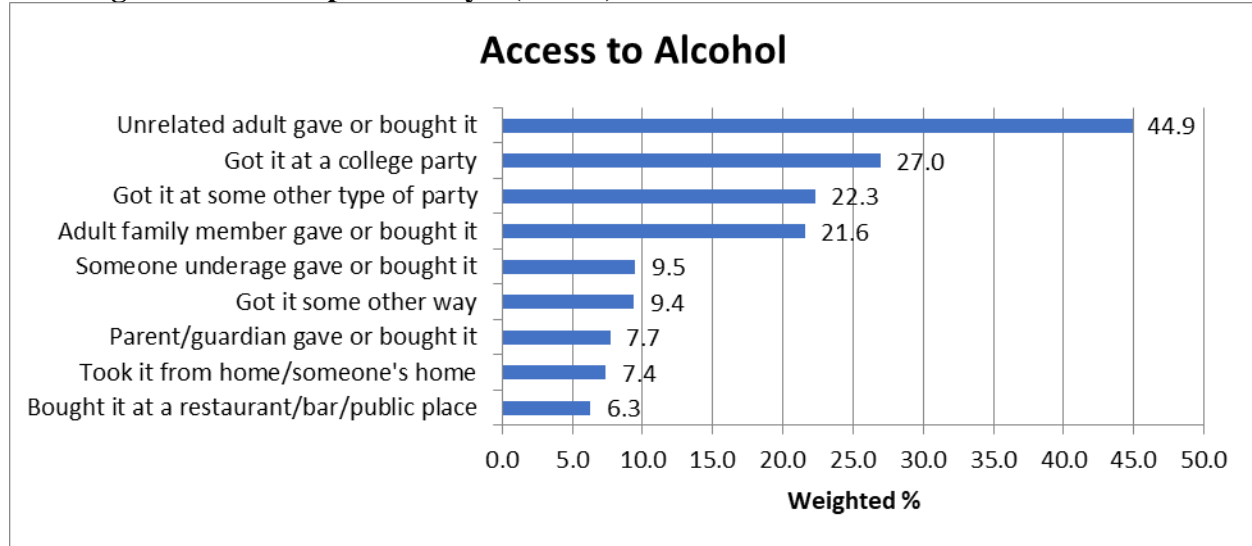 Access to Alcohol
Unrelated adult gave or bought it 44.9
Got it at a college party 27.0
Got it at some other type of party 22.3
Adult family member gave or bought it 21.6
Someone underage gave or bought it 9.5
Got it some other way 9.4
Parent/guardian gave or bought it 7.7
Took it from home/someone's home 7.4
Bought it at a restaurant/bar/public place 6.3
0.0 5.0 10.0 15.0 20.0 25.0 30.0 35.0 40.0 45.0 50.0
Weighted %